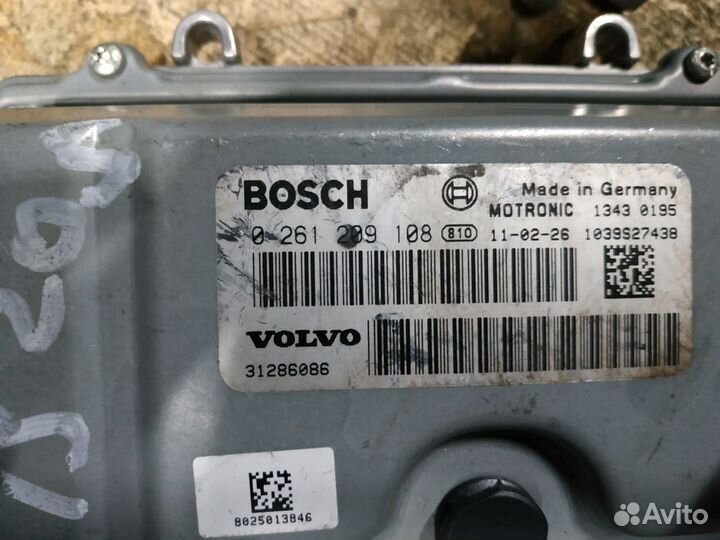 BOSCH
Made in Germany
MOTRONIC 1343 0195
0 261 209 108 810 11-02-26 1039S27438
VOLVO
31286086
8025013846
Avito